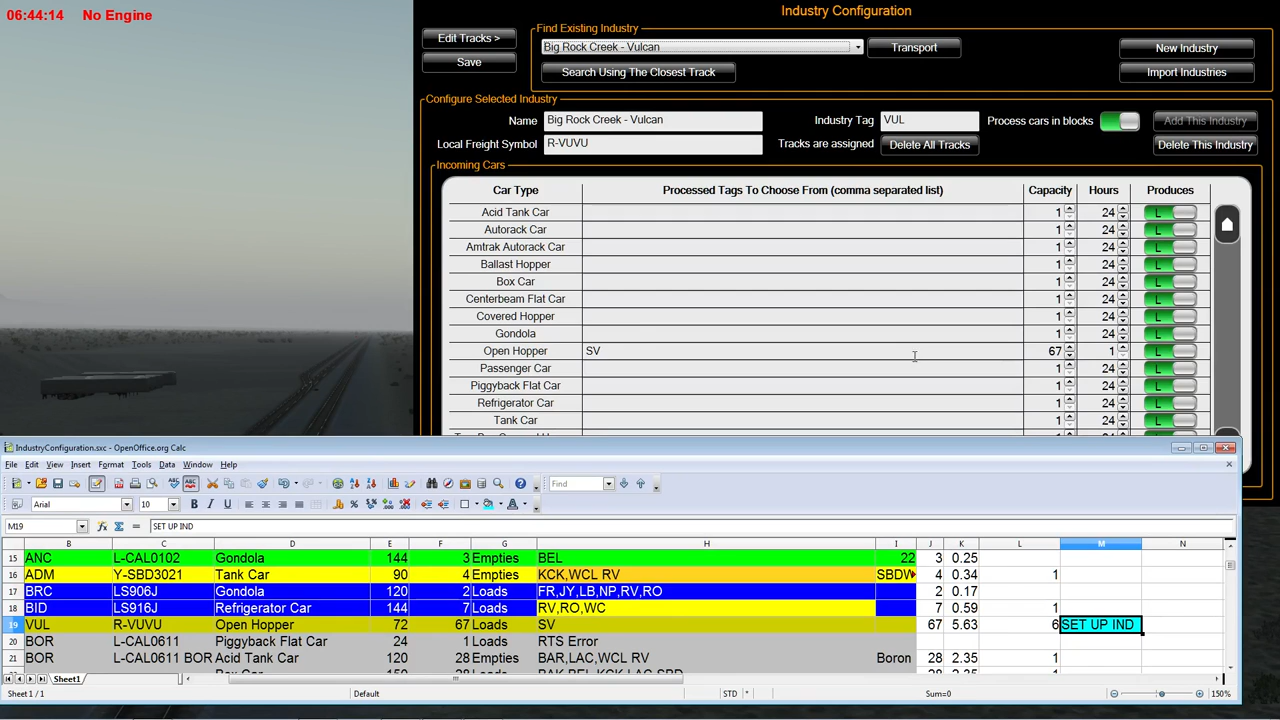 06:44:14 No Engine
Industry Configuration
Edit Tracks >
Save
Find Existing Industry
Big Rock Creek - Vulcan
Transport
Search Using The Closest Track
New Industry
Import Industries
Configure Selected Industry
Name Big Rock Creek - Vulcan Industry Tag VUL Process cars in blocks Add This Industry
Local Freight Symbol R-VUVU Tracks are assigned Delete All Tracks Delete This Industry
Incoming Cars
Car Type Processed Tags To Choose From (comma separated list) Capacity Hours Produces
Acid Tank Car 1 24 L
Autorack Car 1 24 L
Amtrak Autorack Car 1 24 L
Ballast Hopper 1 24 L
Box Car 1 24 L
Centerbeam Flat Car 1 24 L
Covered Hopper 1 24 L
Gondola 1 24 L
Open Hopper SV 67 1 L
Passenger Car 1 24 L
Piggyback Flat Car 1 24 L
Refrigerator Car 1 24 L
Tank Car 1 24 L
IndustryConfiguration.sxc - OpenOffice.org Calc
File Edit View Insert Format Tools Data Window Help
Find
Arial 10 B I U
M19 SET UP IND
B C D E F G H I J K L M N
15 ANC L-CAL0102 Gondola 144 3 Empties BEL 22 3 0.25
16 ADM Y-SBD3021 Tank Car 90 4 Empties KCK,WCL RV SBDW 4 0.34 1
17 BRC LS906J Gondola 120 2 Loads FR,JY,LB,NP,RV,RO 2 0.17
18 BID LS916J Refrigerator Car 144 7 Loads RV,RO,WC 7 0.59 1
19 VUL R-VUVU Open Hopper 72 67 Loads SV 67 5.63 6 SET UP IND
20 BOR L-CAL0611 Piggyback Flat Car 24 1 Loads RTS Error
21 BOR L-CAL0611 BOR Acid Tank Car 120 28 Empties BAR,LAC,WCL RV Boron 28 2.35 1
Sheet1
Sheet 1 / 1 Default STD * Sum=0 150%